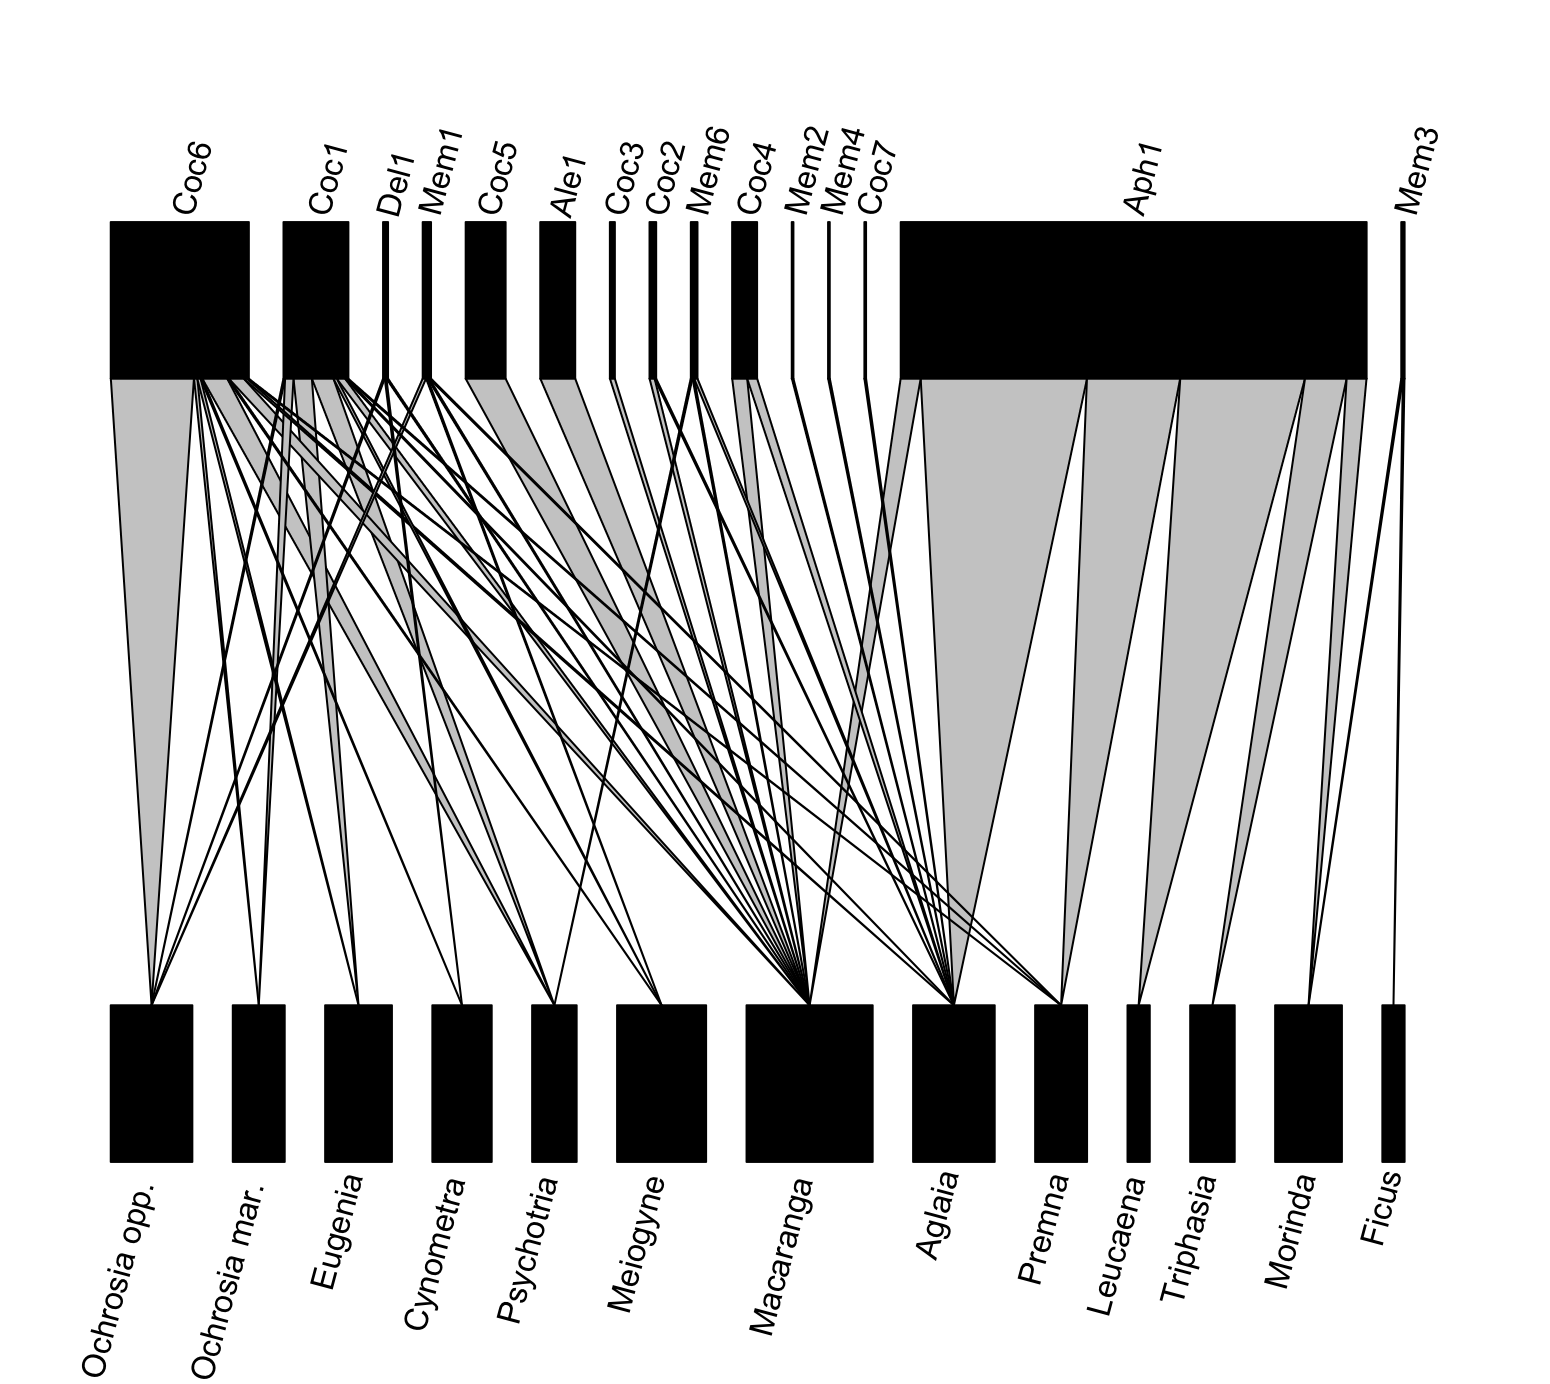 Coc6
Coc1
Del1
Mem1
Coc5
Ale1
Coc3
Coc2
Mem6
Coc4
Mem2
Mem4
Coc7
Aph1
Mem3
Ochrosia opp.
Ochrosia mar.
Eugenia
Cynometra
Psychotria
Meiogyne
Macaranga
Aglaia
Premna
Leucaena
Triphasia
Morinda
Ficus